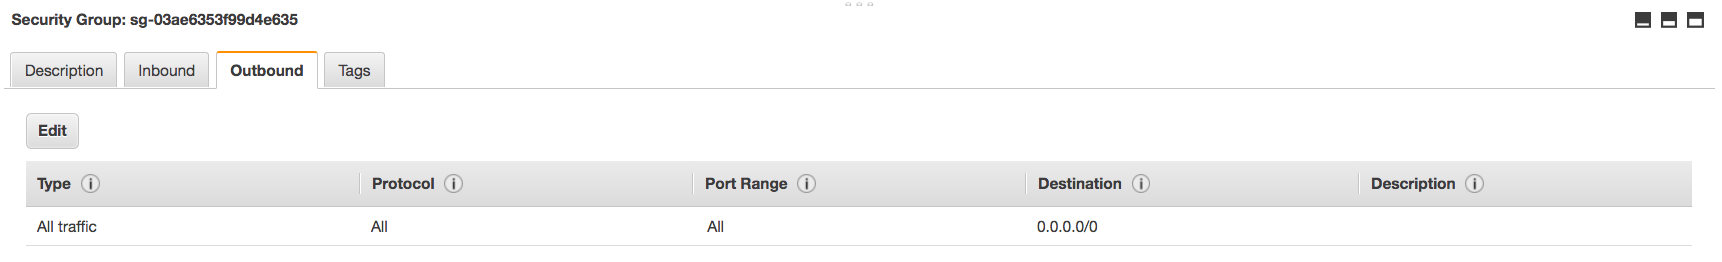 Security Group: sg-03ae6353f99d4e635
Description Inbound Outbound Tags
Edit
Type Protocol Port Range Destination Description
All traffic All All 0.0.0.0/0